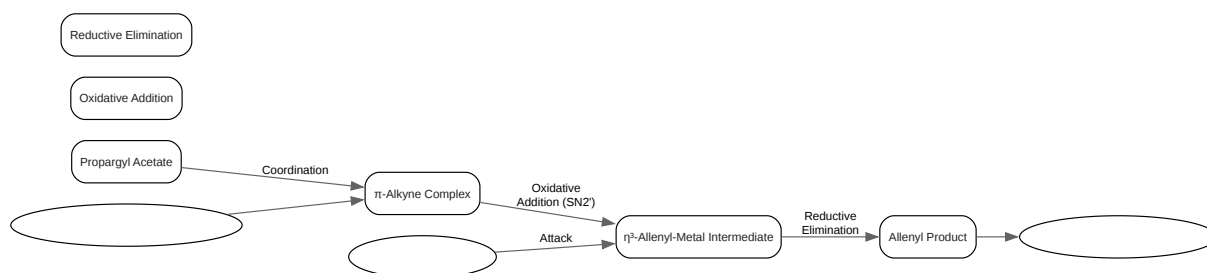 Reductive Elimination
Oxidative Addition
Propargyl Acetate
Coordination
π-Alkyne Complex
Oxidative
Addition (SN2')
Attack
η³-Allenyl-Metal Intermediate
Reductive
Elimination
Allenyl Product